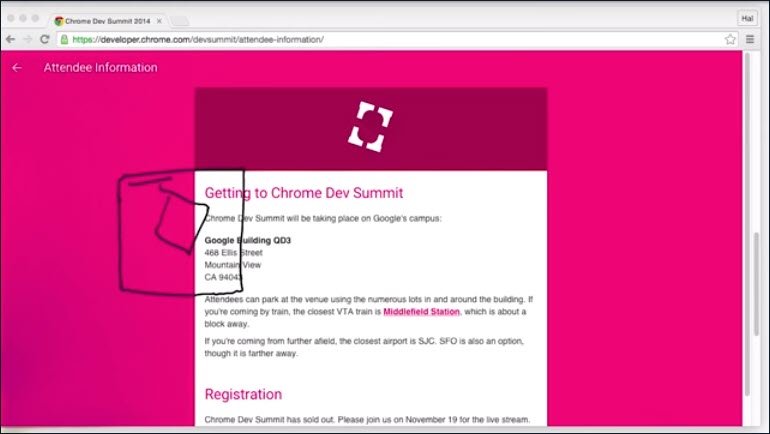 Chrome Dev Summit 2014
Hal
https://developer.chrome.com/devsummit/attendee-information/
Attendee Information
Getting to Chrome Dev Summit
Chrome Dev Summit will be taking place on Google's campus:
Google Building QD3
468 Ellis Street
Mountain View
CA 94043
Attendees can park at the venue using the numerous lots in and around the building. If
you're coming by train, the closest VTA train is Middlefield Station, which is about a
block away.
If you're coming from further afield, the closest airport is SJC. SFO is also an option,
though it is farther away.
Registration
Chrome Dev Summit has sold out. Please join us on November 19 for the live stream.